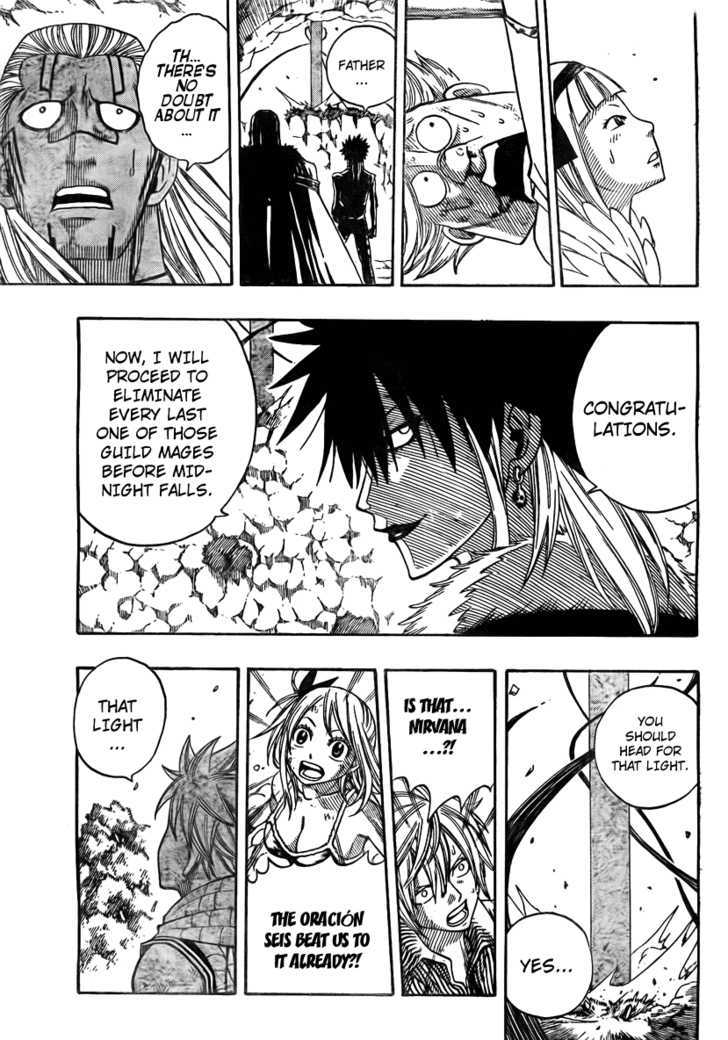 FATHER
...
TH...
THERE'S
NO
DOUBT
ABOUT IT
...
CONGRATU-
LATIONS.
NOW, I WILL
PROCEED TO
ELIMINATE
EVERY LAST
ONE OF THOSE
GUILD MAGES
BEFORE MID-
NIGHT FALLS.
YOU
SHOULD
HEAD FOR
THAT LIGHT.
YES...
IS THAT...
NIRVANA
...?!
THE ORACIÓN
SEIS BEAT US TO
IT ALREADY?!
THAT
LIGHT
...